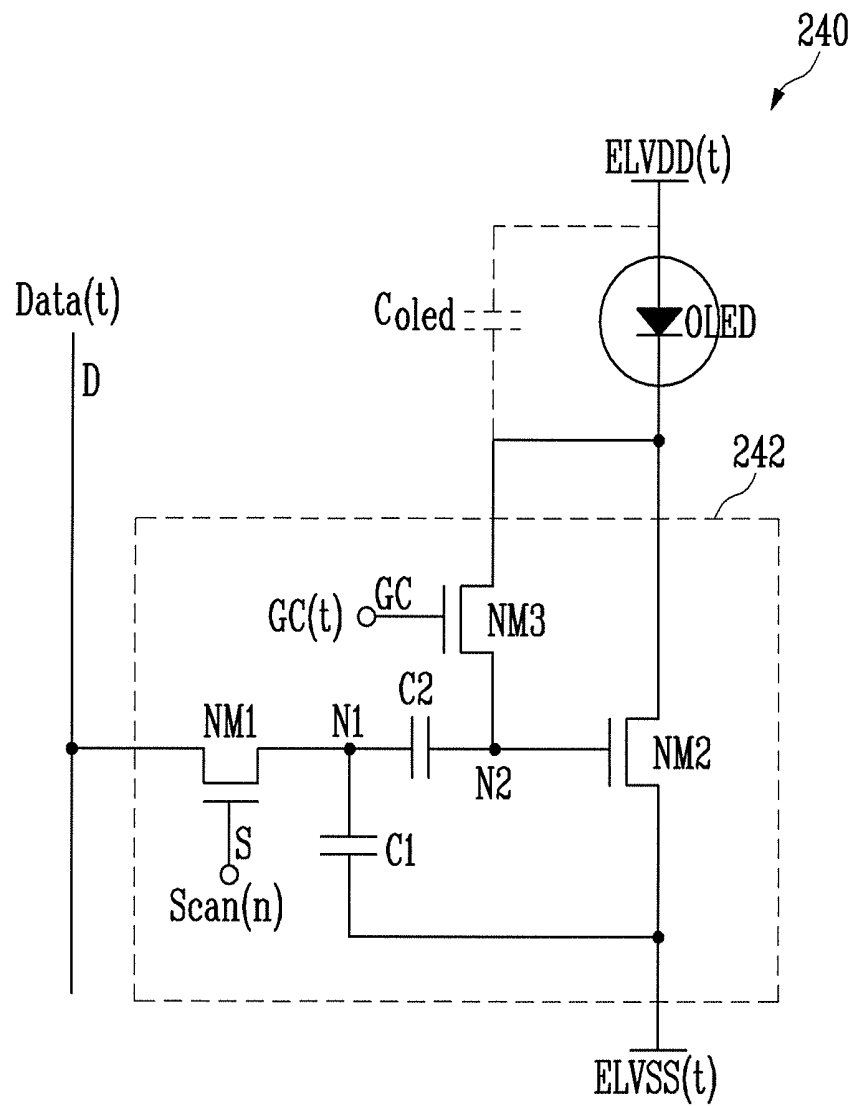 240
ELVDD(t)
Data(t)
Coled
OLED
D
242
GC(t)
GC
NM3
C2
NM1
N1
NM2
N2
S
C1
Scan(n)
ELVSS(t)